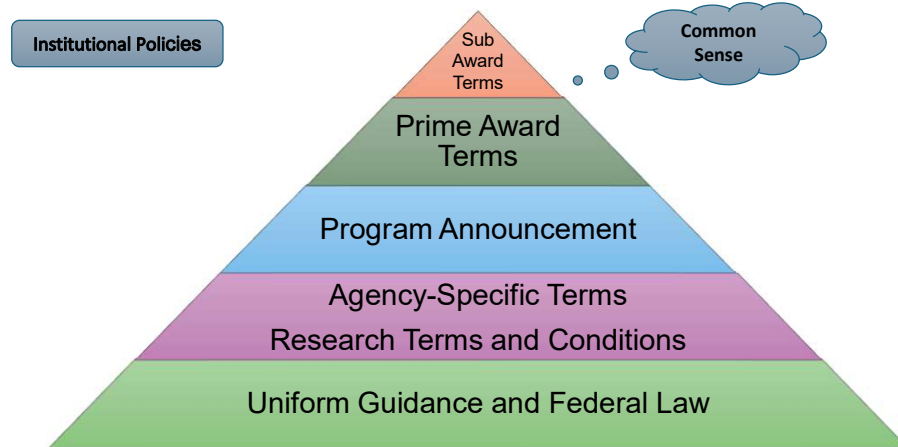 Institutional Policies
Common
Sense
Sub
Award
Terms
Prime Award
Terms
Program Announcement
Agency-Specific Terms
Research Terms and Conditions
Uniform Guidance and Federal Law